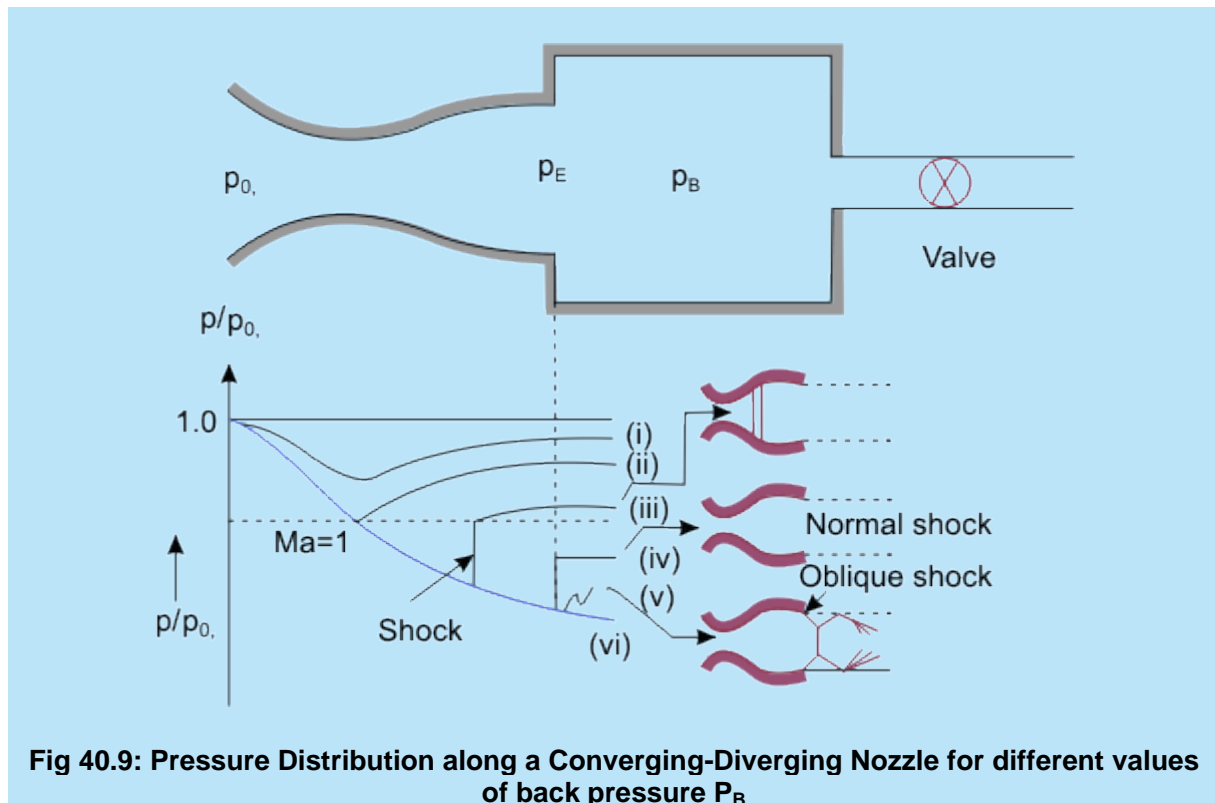 p0,
pE
pB
Valve
p/p0,
1.0
(i)
(ii)
(iii)
Normal shock
Ma=1
(iv)
Oblique shock
(v)
p/p0,
Shock
(vi)
Fig 40.9: Pressure Distribution along a Converging-Diverging Nozzle for different values
of back pressure PB